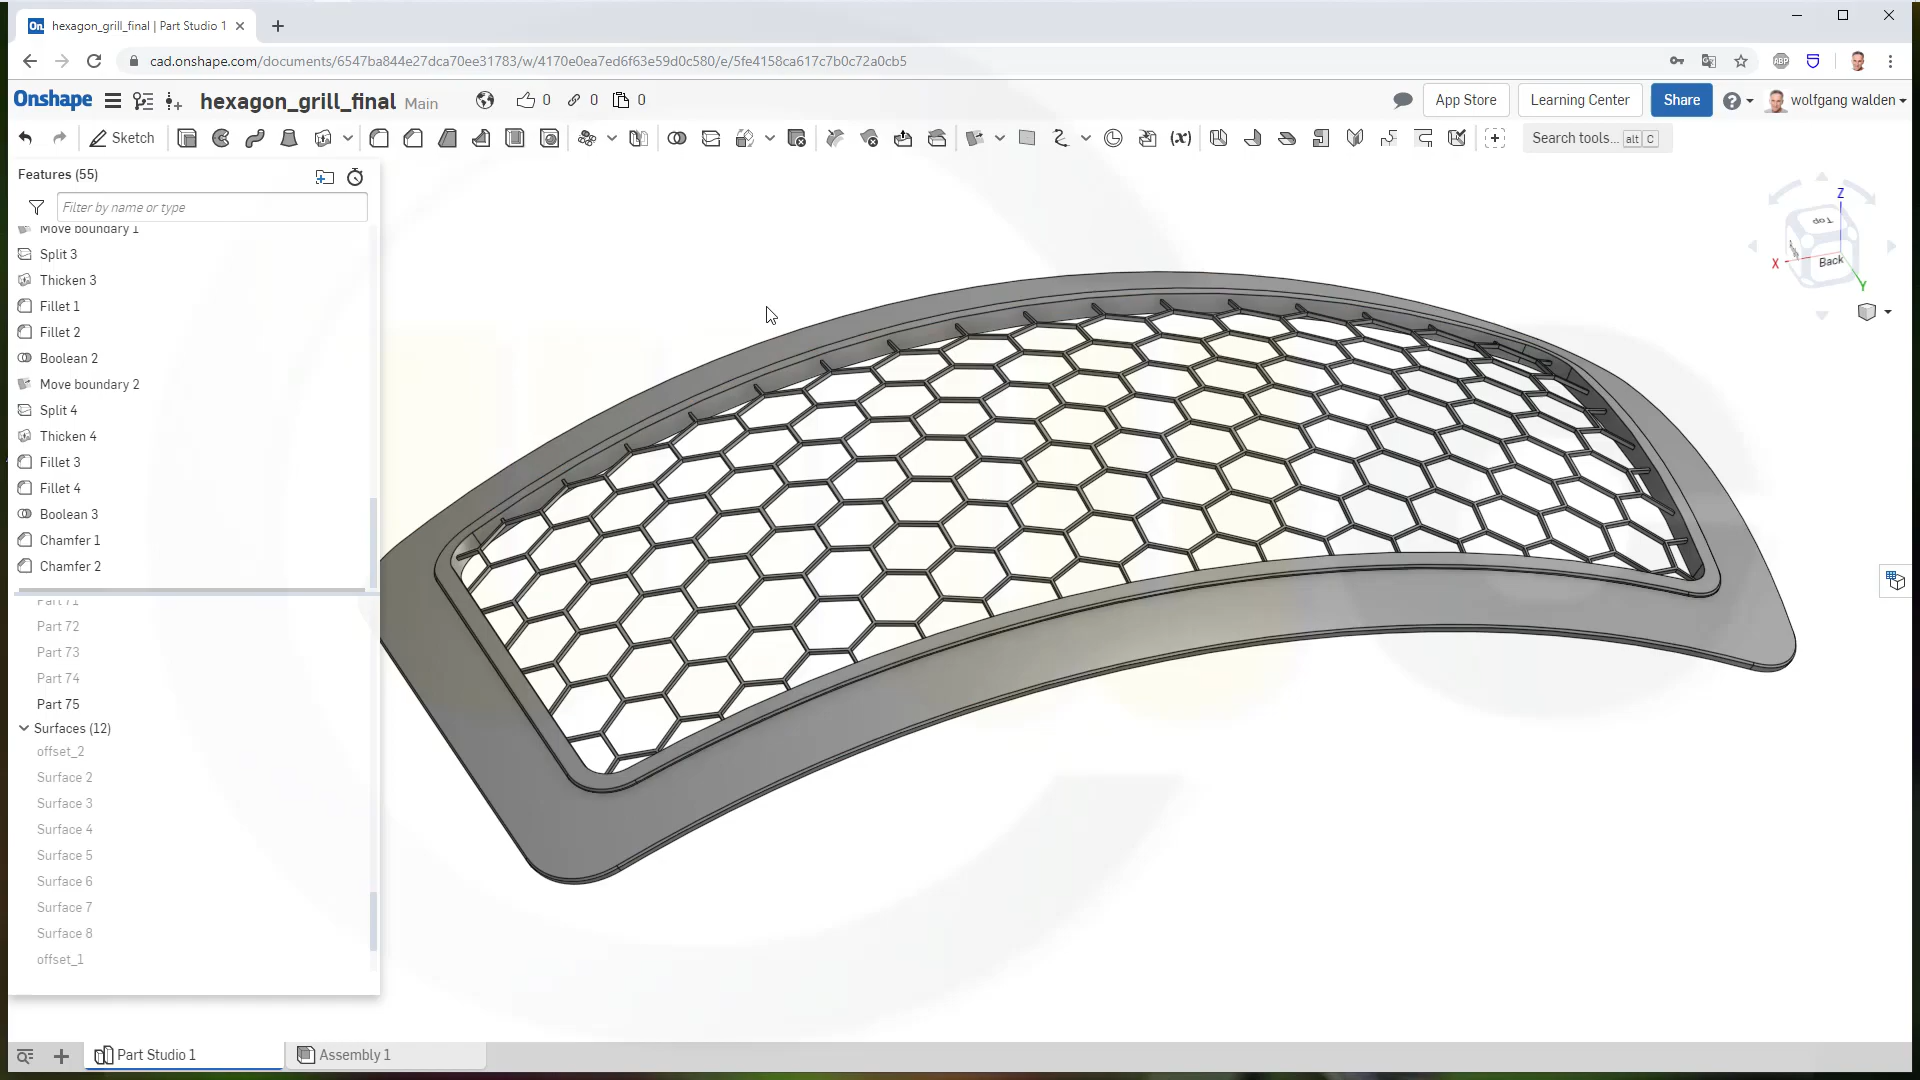 On hexagon_grill_final | Part Studio 1
cad.onshape.com/documents/6547ba844e27dca70ee31783/w/4170e0ea7ed6f63e59d0c580/e/5fe4158ca617c7b0c72a0cb5
ABP
Onshape hexagon_grill_final Main 0 0 0 App Store Learning Center Share wolfgang walden
Sketch (x) Search tools... alt C
Features (55)
Filter by name or type
Move boundary 1
Split 3
Thicken 3
Fillet 1
Fillet 2
Boolean 2
Move boundary 2
Split 4
Thicken 4
Fillet 3
Fillet 4
Boolean 3
Chamfer 1
Chamfer 2
Part 71
Part 72
Part 73
Part 74
Part 75
Surfaces (12)
offset_2
Surface 2
Surface 3
Surface 4
Surface 5
Surface 6
Surface 7
Surface 8
offset_1
Z
Top
X
Back
Y
Part Studio 1 Assembly 1